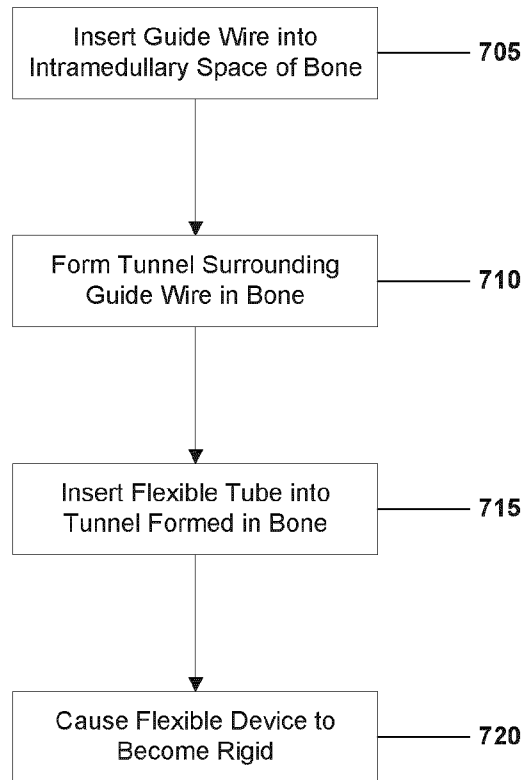 Insert Guide Wire into
Intramedullary Space of Bone
705
Form Tunnel Surrounding
Guide Wire in Bone
710
Insert Flexible Tube into
Tunnel Formed in Bone
715
Cause Flexible Device to
Become Rigid
720